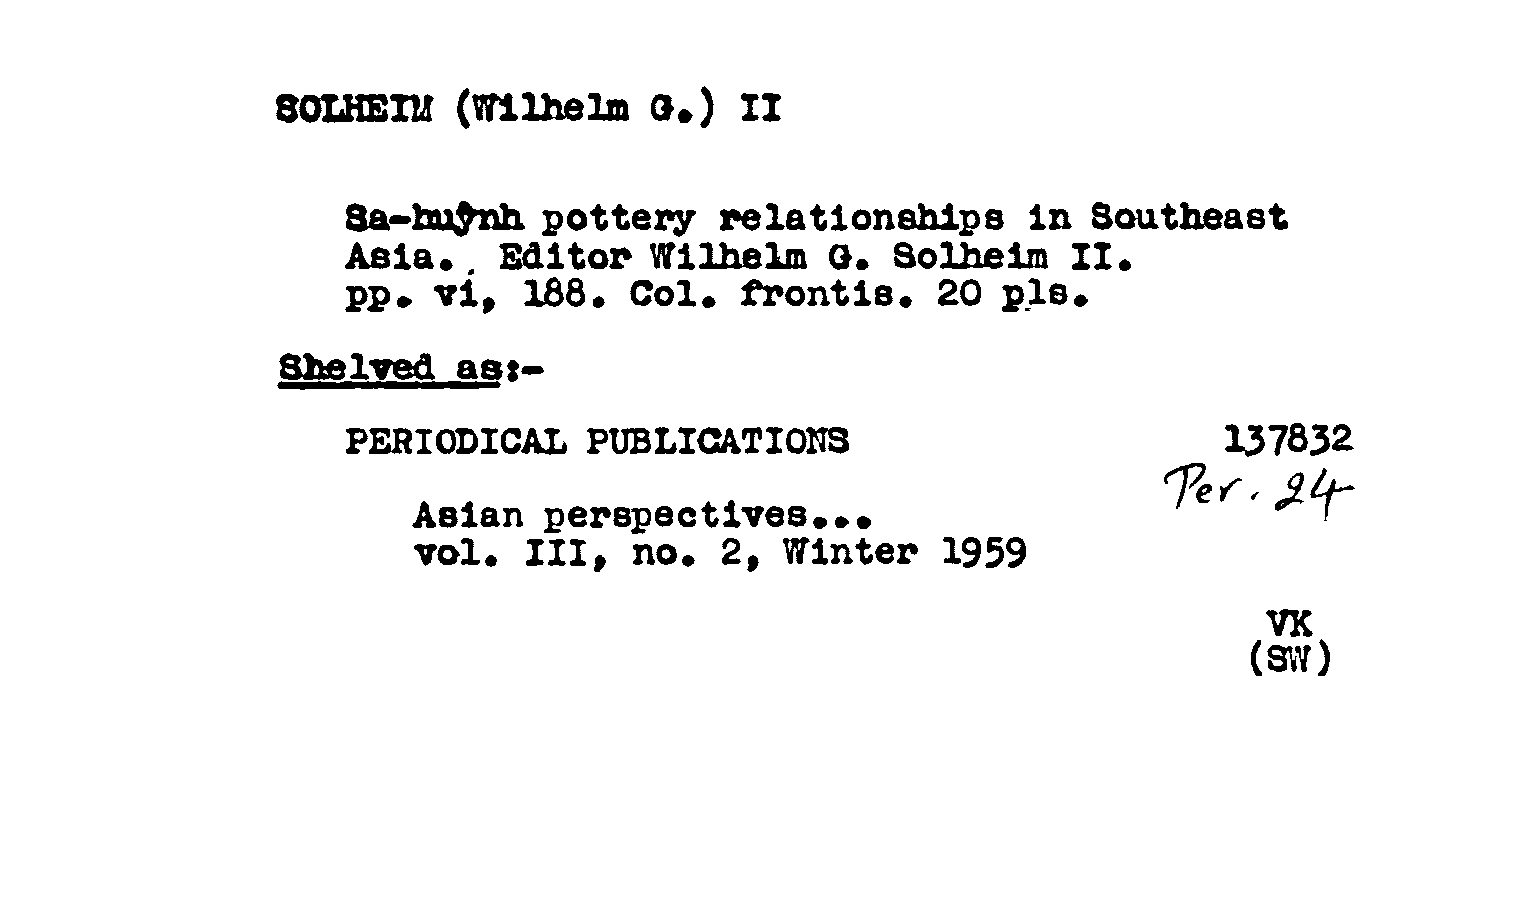 SOLHEIM (Wilhelm G.) II
Sa-huŷnh pottery relationships in Southeast
Asia. Editor Wilhelm G. Solheim II.
pp. vi, 188. Col. frontis. 20 pls.
Shelved as:-
PERIODICAL PUBLICATIONS 137832
Per. 24
Asian perspectives...
vol. III, no. 2, Winter 1959
VK
(SW)